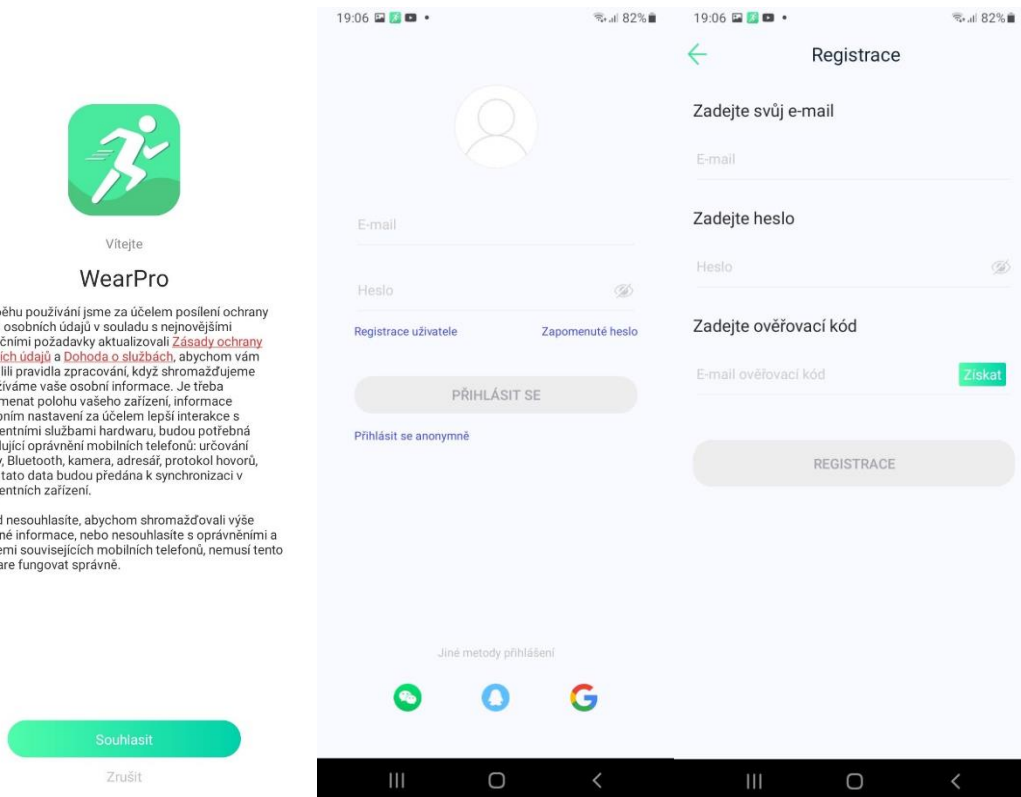 Vítejte
WearPro
ěhu používání jsme za účelem posílení ochrany
osobních údajů v souladu s nejnovějšími
čními požadavky aktualizovali Zásady ochrany
ích údajů a Dohoda o službách, abychom vám
lili pravidla zpracování, když shromažďujeme
žíváme vaše osobní informace. Je třeba
menat polohu vašeho zařízení, informace
bním nastavení za účelem lepší interakce s
entními službami hardwaru, budou potřebná
dující oprávnění mobilních telefonů: určování
y, Bluetooth, kamera, adresář, protokol hovorů,
tato data budou předána k synchronizaci v
entních zařízení.
d nesouhlasíte, abychom shromažďovali výše
né informace, nebo nesouhlasíte s oprávněními a
emi souvisejících mobilních telefonů, nemusí tento
are fungovat správně.
Souhlasit
Zrušit
19:06 82%
E-mail
Heslo
Registrace uživatele Zapomenuté heslo
PŘIHLÁSIT SE
Přihlásit se anonymně
Jiné metody přihlášení
19:06 82%
Registrace
Zadejte svůj e-mail
E-mail
Zadejte heslo
Heslo
Zadejte ověřovací kód
E-mail ověřovací kód Získat
REGISTRACE